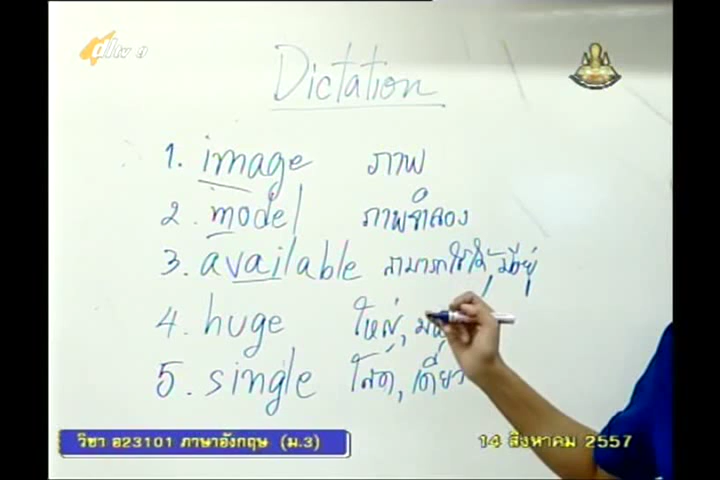 dltv 9
Dictation
1. image ภาพ
2. model ภาพจำลอง
3. available สามารถใช้ได้, มีอยู่
4. huge ใหญ่,
5. single โสด, เดี่ยว
วิชา อ23101 ภาษาอังกฤษ (ม.3)
14 สิงหาคม 2557